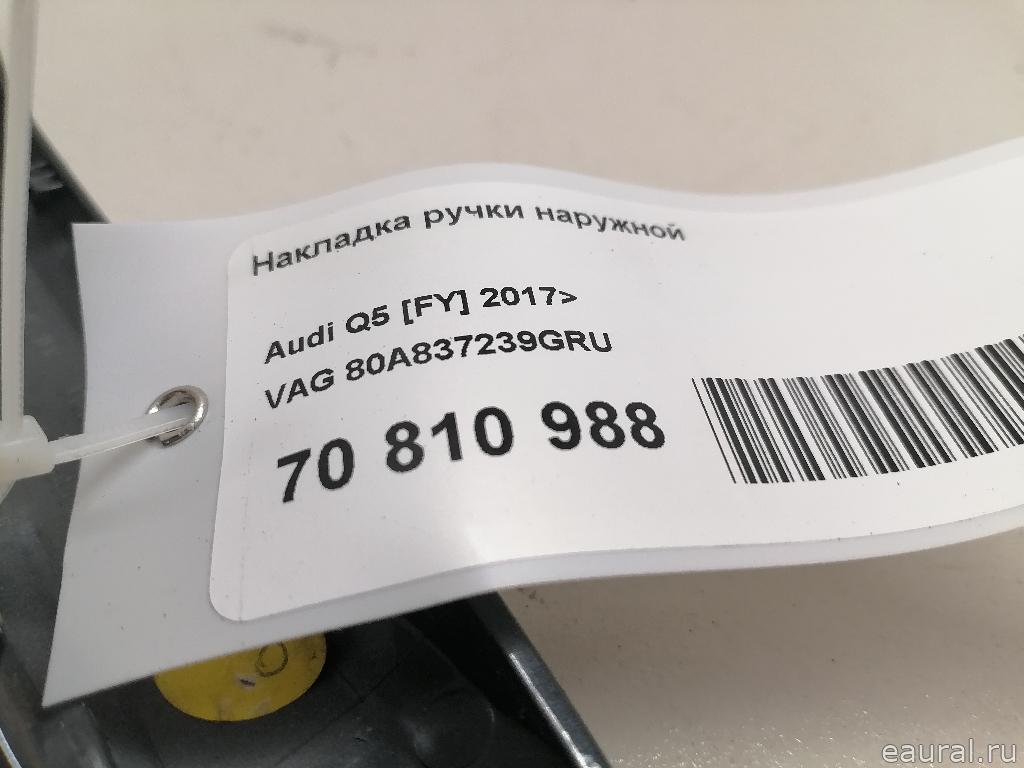 Накладка ручки наружной
Audi Q5 [FY] 2017>
VAG 80A837239GRU
70 810 988
eaural.ru